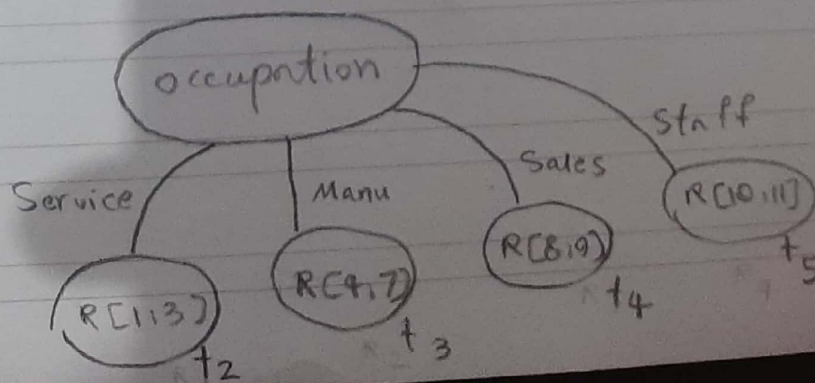 occupation
Staff
Sales
Service
Manu
R[10,11]
R[8,9]
R[4,7]
R[1,3]
t5
t4
t3
t2